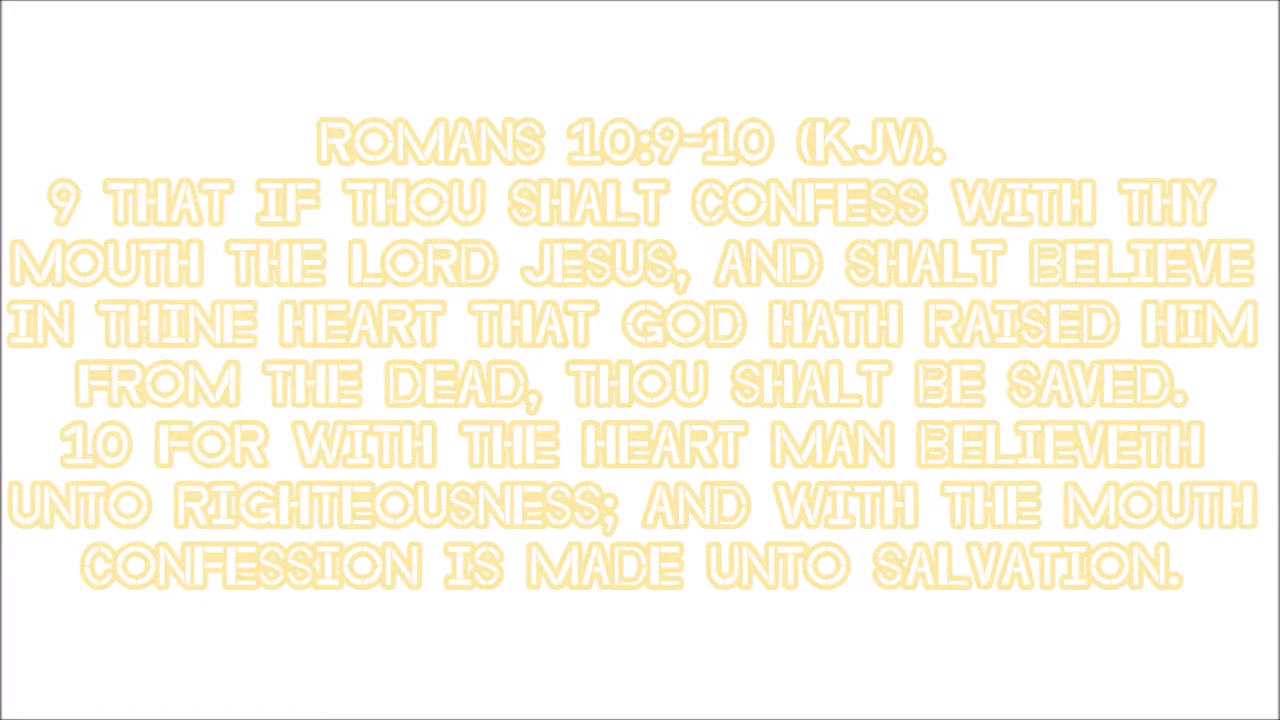 ROMANS 10:9-10 (KJV).
9 THAT IF THOU SHALT CONFESS WITH THY
MOUTH THE LORD JESUS, AND SHALT BELIEVE
IN THINE HEART THAT GOD HATH RAISED HIM
FROM THE DEAD, THOU SHALT BE SAVED.
10 FOR WITH THE HEART MAN BELIEVETH
UNTO RIGHTEOUSNESS; AND WITH THE MOUTH
CONFESSION IS MADE UNTO SALVATION.